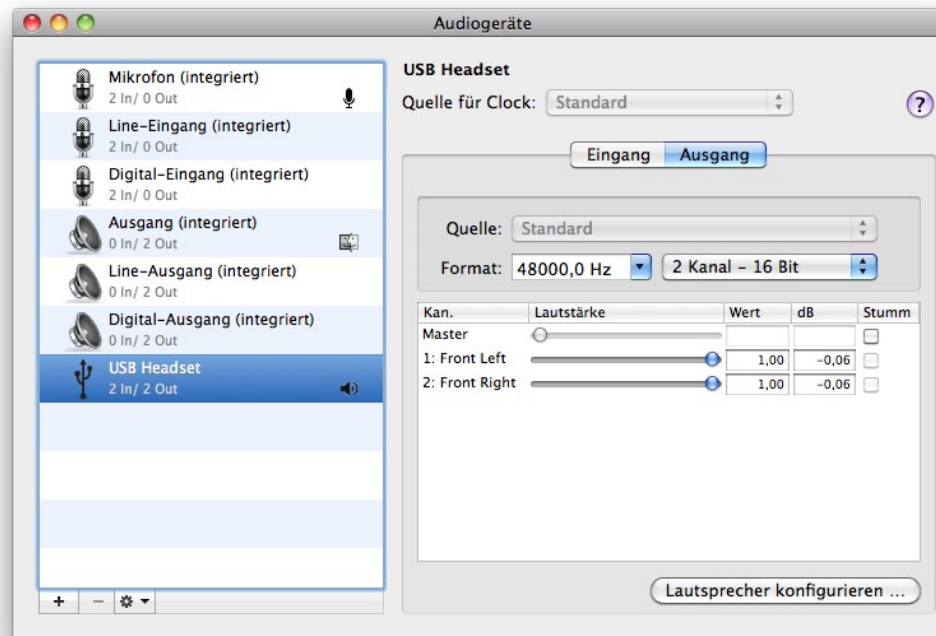 Audiogeräte
Mikrofon (integriert)
2 In/ 0 Out
Line-Eingang (integriert)
2 In/ 0 Out
Digital-Eingang (integriert)
2 In/ 0 Out
Ausgang (integriert)
0 In/ 2 Out
Line-Ausgang (integriert)
0 In/ 2 Out
Digital-Ausgang (integriert)
0 In/ 2 Out
USB Headset
2 In/ 2 Out
USB Headset
Quelle für Clock: Standard
?
Eingang Ausgang
Quelle: Standard
Format: 48000,0 Hz 2 Kanal – 16 Bit
Kan. Lautstärke Wert dB Stumm
Master
1: Front Left 1,00 -0,06
2: Front Right 1,00 -0,06
Lautsprecher konfigurieren ...